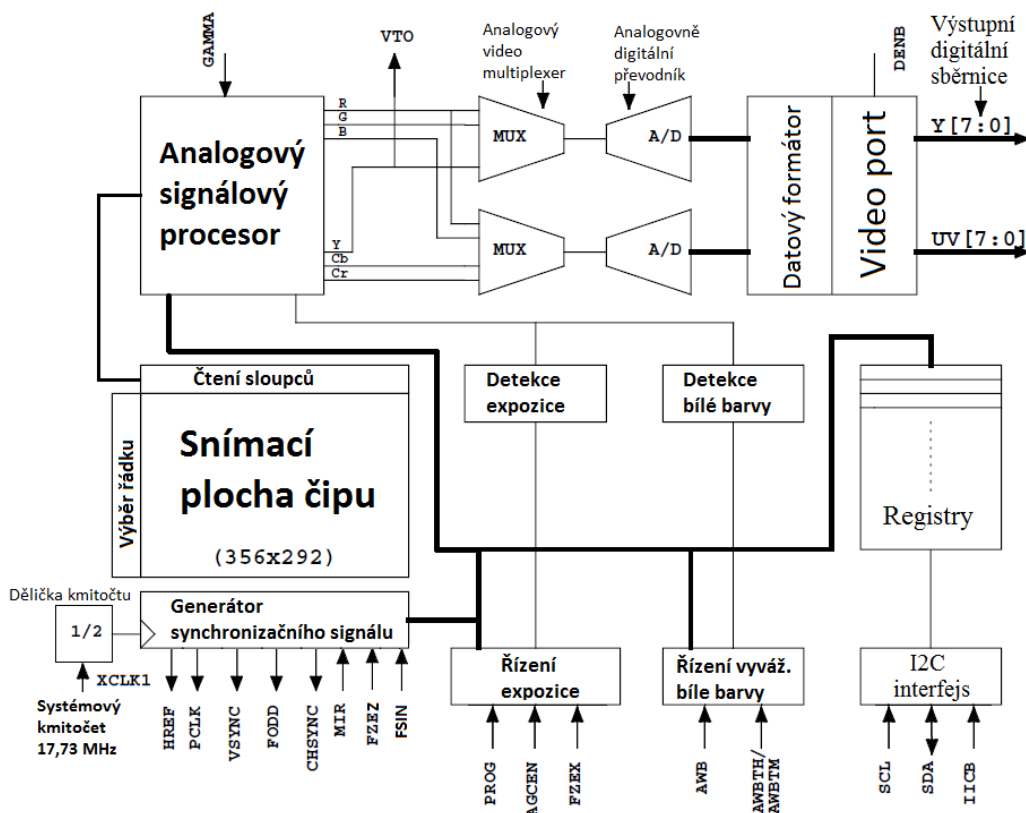 GAMMA
VTO
Analogový
video
multiplexer
Analogovně
digitální
převodník
DENB
Výstupní
digitální
sběrnice
Analogový
signálový
procesor
R
G
B
Y
Cb
Cr
MUX
A/D
MUX
A/D
Datový formátor
Video port
Y[7:0]
UV[7:0]
Čtení sloupců
Výběr řádku
Snímací
plocha čipu
(356x292)
Detekce
expozice
Detekce
bílé barvy
Registry
Dělička kmitočtu
1/2
Generátor
synchronizačního signálu
XCLK1
Systémový
kmitočet
17,73 MHz
HREF
PCLK
VSYNC
FODD
CHSYNC
MIR
FZEZ
FSIN
Řízení
expozice
PROG
AGCEN
FZEX
Řízení vyváž.
bíle barvy
AWB
AWBTH/
AWBTM
I2C
interfejs
SCL
SDA
IICB